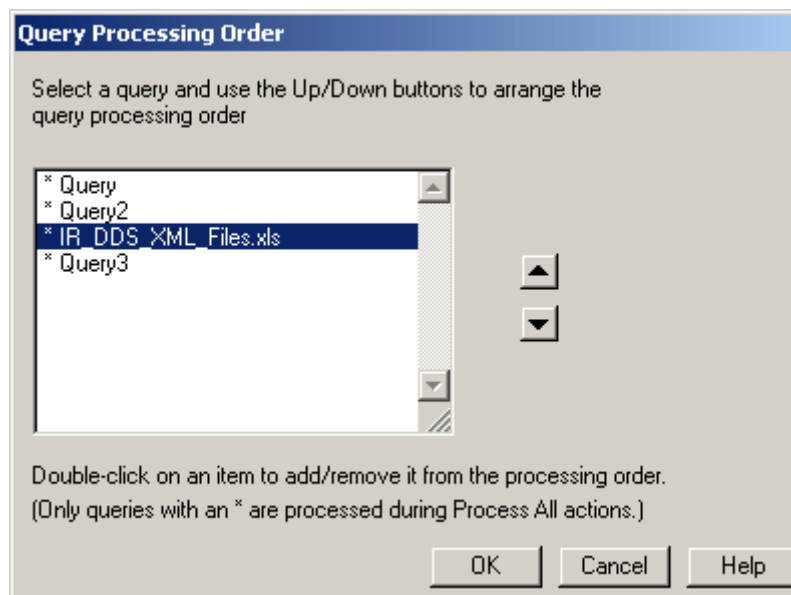 Query Processing Order
Select a query and use the Up/Down buttons to arrange the
query processing order
* Query
* Query2
* IR_DDS_XML_Files.xls
* Query3
Double-click on an item to add/remove it from the processing order.
(Only queries with an * are processed during Process All actions.)
OK Cancel Help